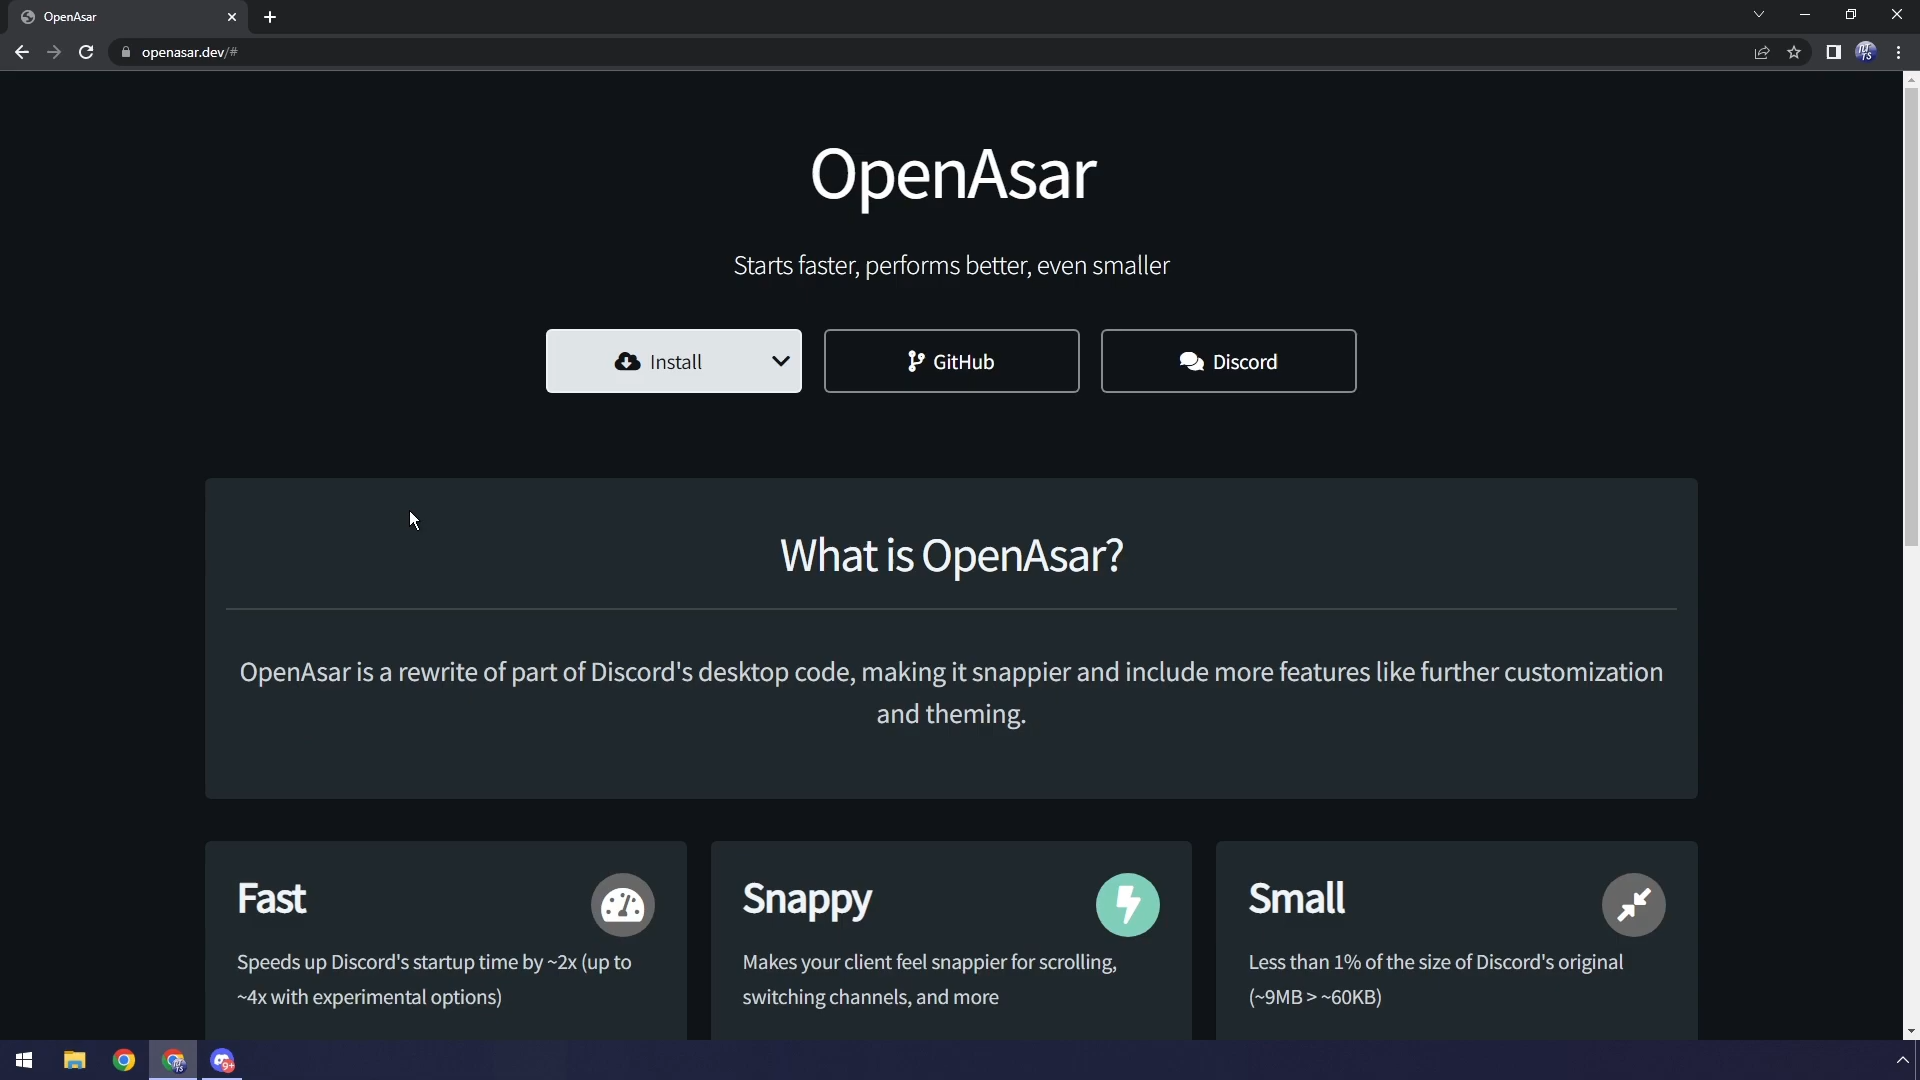 OpenAsar
openasar.dev/#
OpenAsar
Starts faster, performs better, even smaller
Install
GitHub
Discord
What is OpenAsar?
OpenAsar is a rewrite of part of Discord's desktop code, making it snappier and include more features like further customization
and theming.
Fast
Speeds up Discord's startup time by ~2x (up to
~4x with experimental options)
Snappy
Makes your client feel snappier for scrolling,
switching channels, and more
Small
Less than 1% of the size of Discord's original
(~9MB > ~60KB)
9+